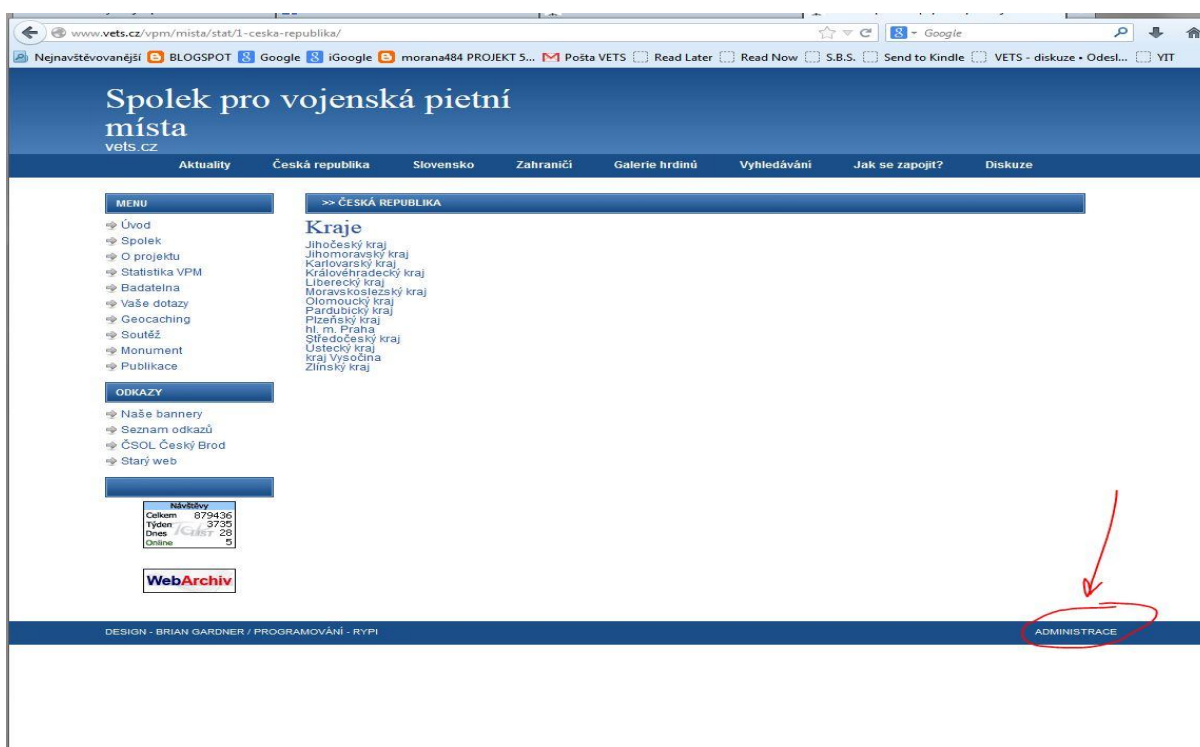 www.vets.cz/vpm/mista/stat/1-ceska-republika/
Google
Nejnavštěvovanější BLOGSPOT Google iGoogle morana484 PROJEKT 5... Pošta VETS Read Later Read Now S.B.S. Send to Kindle VETS - diskuze • Odesl... YIT
Spolek pro vojenská pietní
místa
vets.cz
Aktuality Česká republika Slovensko Zahraničí Galerie hrdinů Vyhledávání Jak se zapojit? Diskuze
MENU
Úvod
Spolek
O projektu
Statistika VPM
Badatelna
Vaše dotazy
Geocaching
Soutěž
Monument
Publikace
ODKAZY
Naše bannery
Seznam odkazů
ČSOL Český Brod
Starý web
Návštěvy
Celkem 879436
Týden 3735
Dnes 28
Online 5
WebArchiv
>> ČESKÁ REPUBLIKA
Kraje
Jihočeský kraj
Jihomoravský kraj
Karlovarský kraj
Královéhradecký kraj
Liberecký kraj
Moravskoslezský kraj
Olomoucký kraj
Pardubický kraj
Plzeňský kraj
hl. m. Praha
Středočeský kraj
Ústecký kraj
kraj Vysočina
Zlínský kraj
DESIGN - BRIAN GARDNER / PROGRAMOVÁNÍ - RYPI
ADMINISTRACE